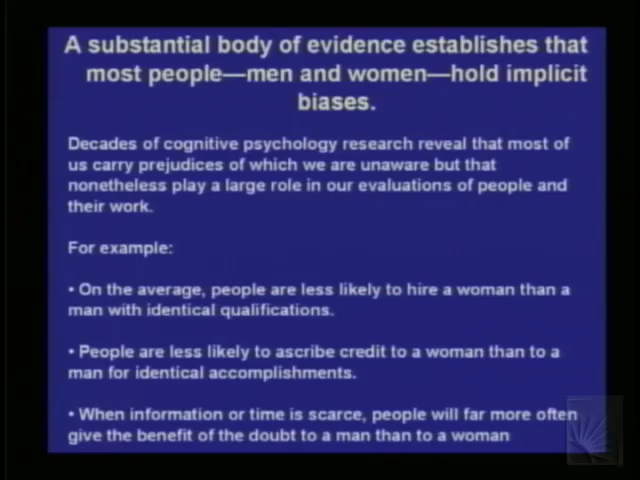 A substantial body of evidence establishes that
most people—men and women—hold implicit
biases.
Decades of cognitive psychology research reveal that most of
us carry prejudices of which we are unaware but that
nonetheless play a large role in our evaluations of people and
their work.
For example:
• On the average, people are less likely to hire a woman than a
man with identical qualifications.
• People are less likely to ascribe credit to a woman than to a
man for identical accomplishments.
• When information or time is scarce, people will far more often
give the benefit of the doubt to a man than to a woman